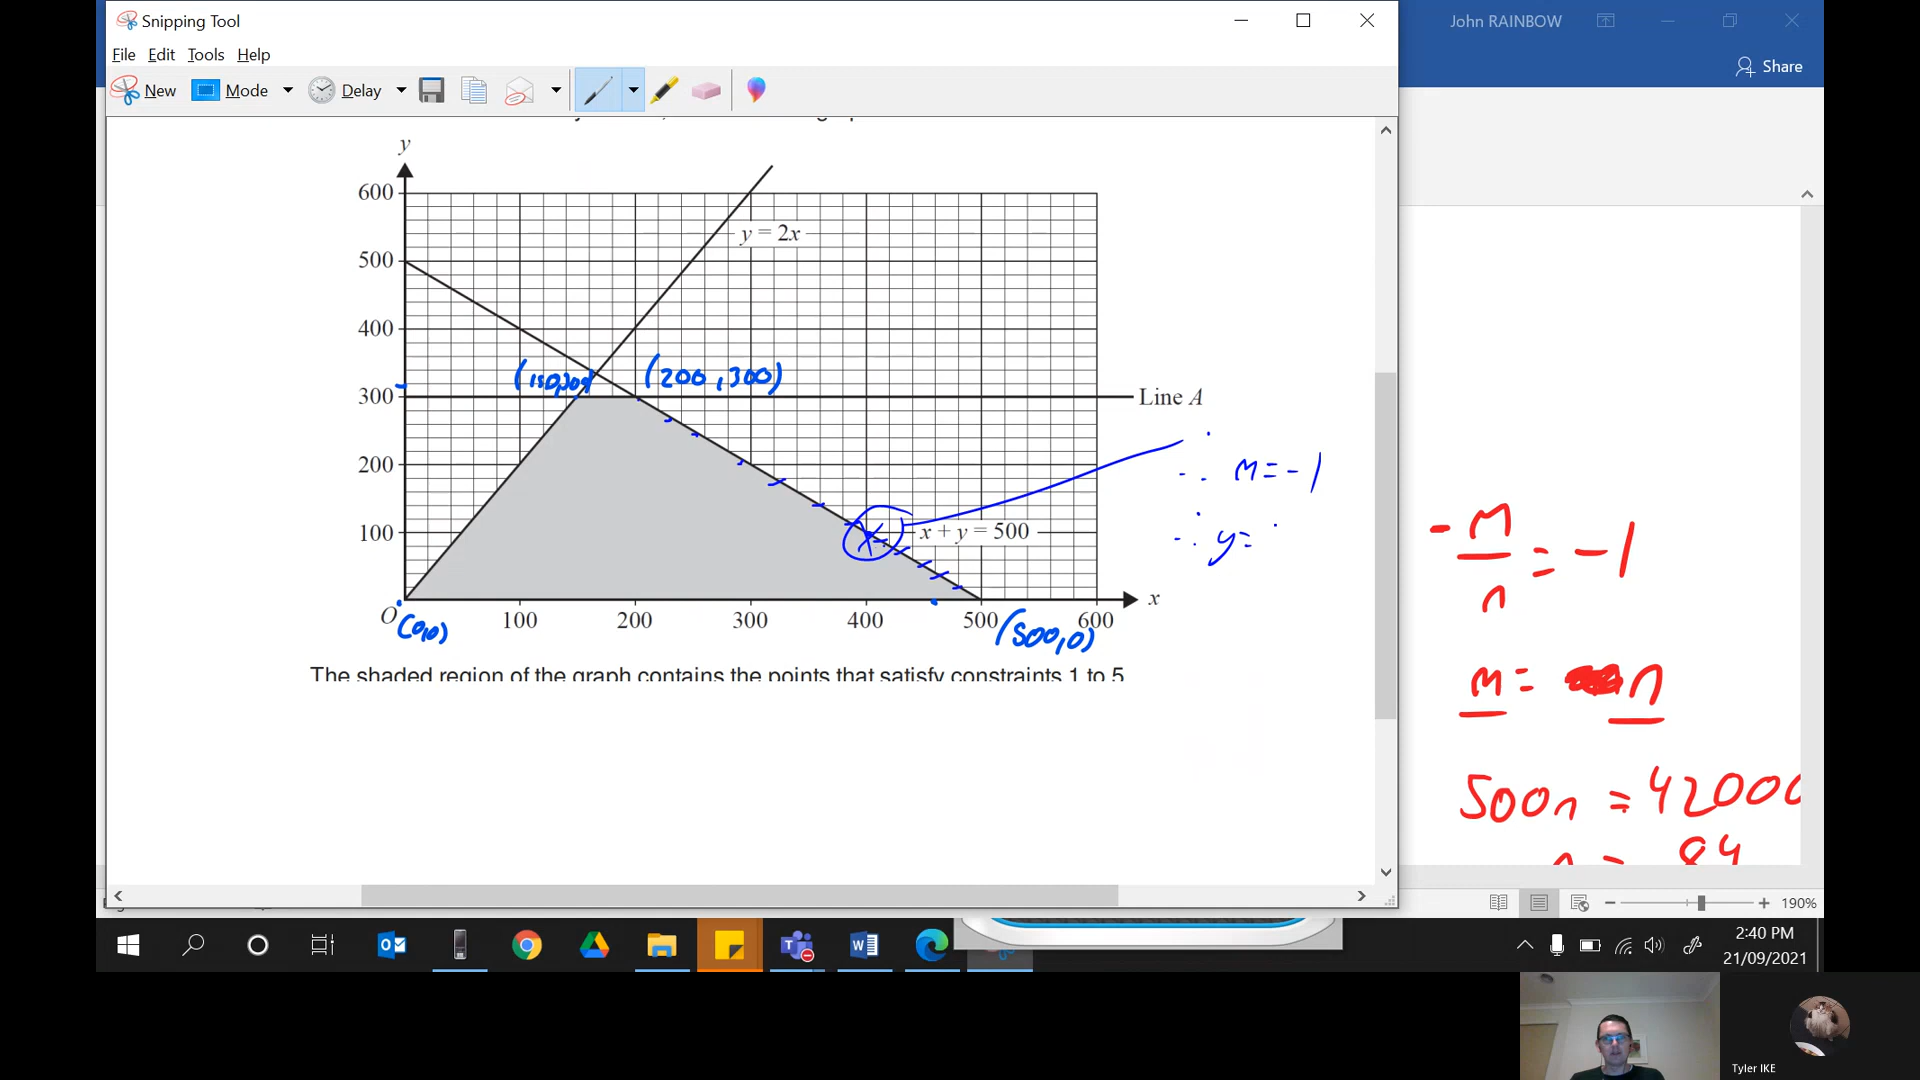 Snipping Tool
John RAINBOW
File Edit Tools Help
Share
New Mode Delay
y
600
500
400
300
200
100
y = 2x
(150,300)
(200,300)
Line A
∴ m = -1
∴ y =
x + y = 500
O
100 200 300 400 500 600
x
(0,0)
(500,0)
The shaded region of the graph contains the points that satisfy constraints 1 to 5
- m/n = -1
m = n
500n = 42000
n = 84
190%
2:40 PM
21/09/2021
Tyler IKE